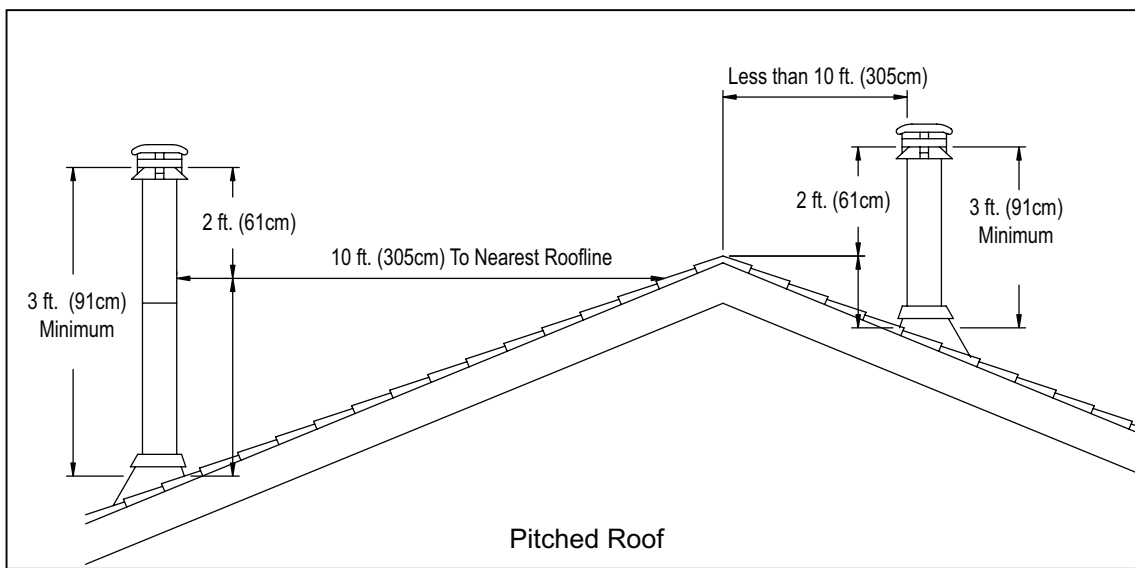 Less than 10 ft. (305cm)
2 ft. (61cm)
2 ft. (61cm)
3 ft. (91cm)
Minimum
10 ft. (305cm) To Nearest Roofline
3 ft. (91cm)
Minimum
Pitched Roof